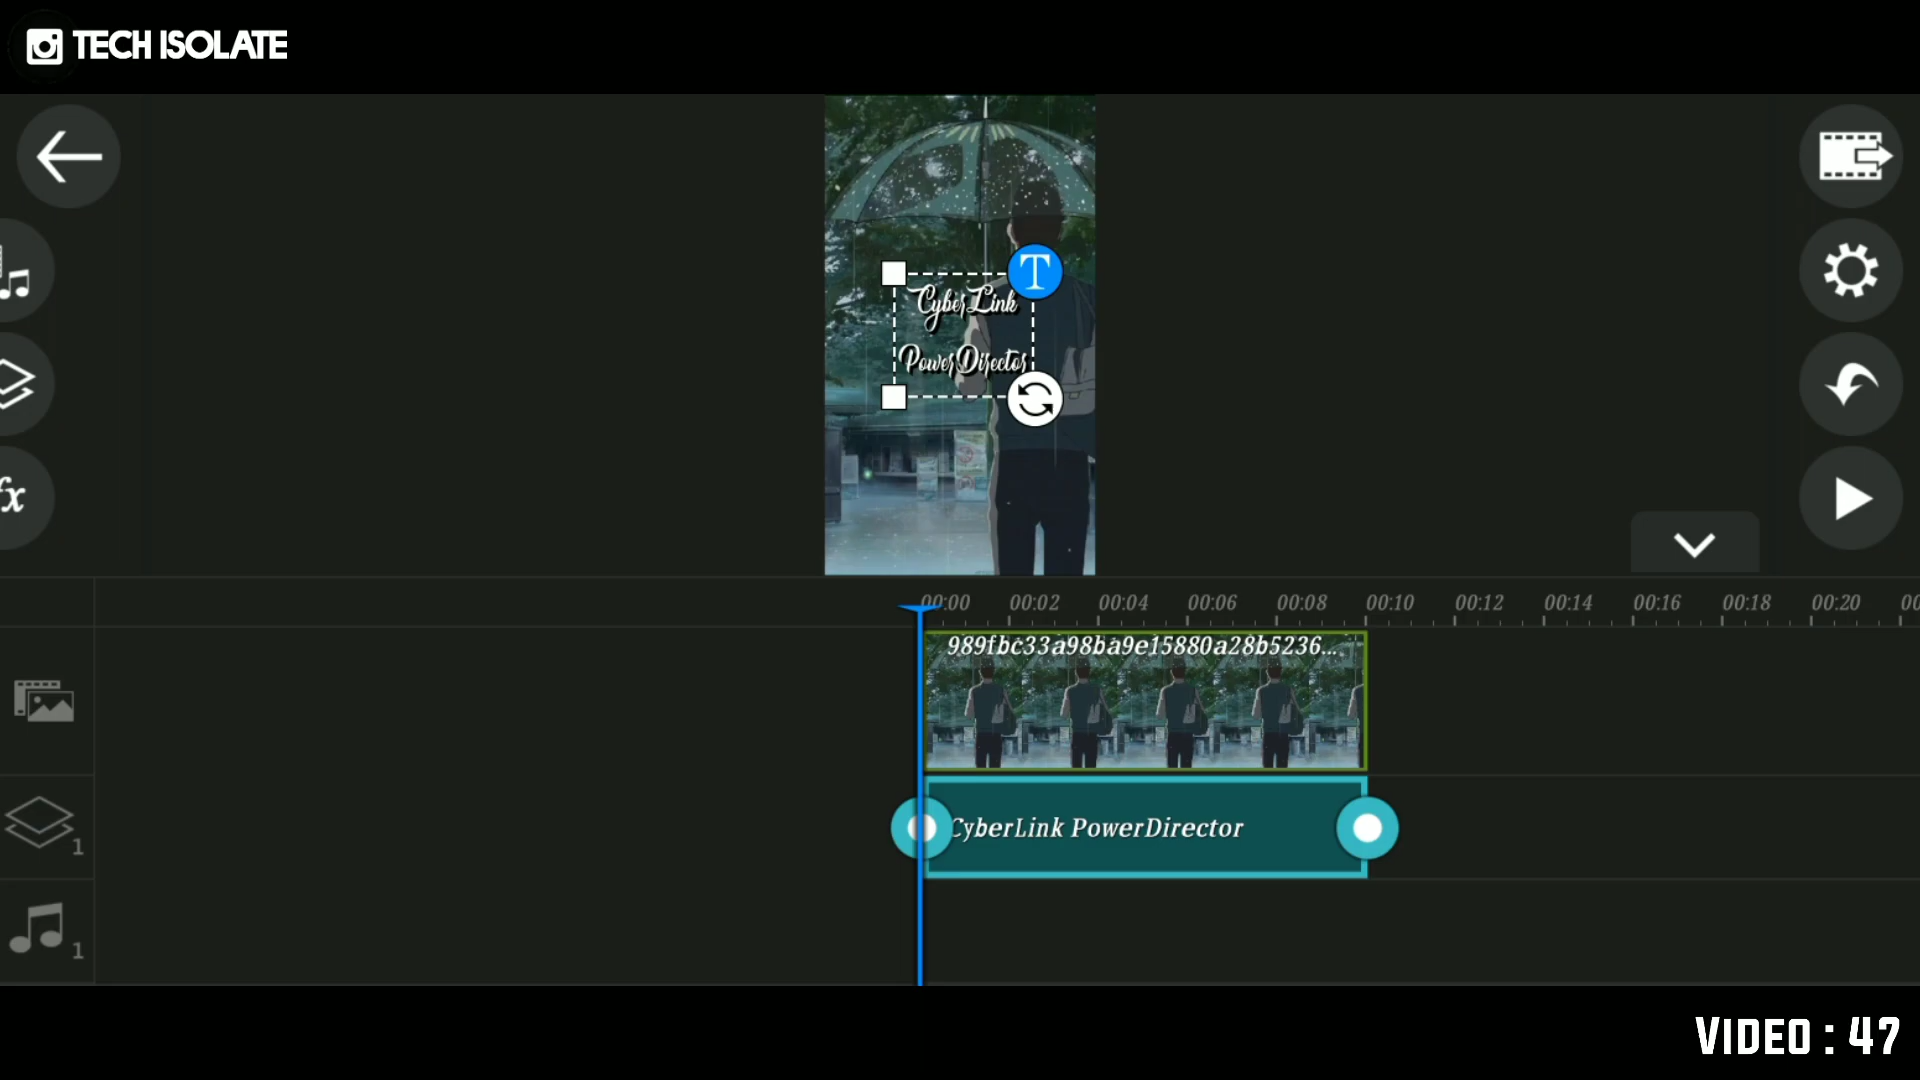 TECH ISOLATE
T
CyberLink
PowerDirector
fx
00:00 00:02 00:04 00:06 00:08 00:10 00:12 00:14 00:16 00:18 00:20
989fbc33a98ba9e15880a28b5236...
CyberLink PowerDirector
1
1
VIDEO : 47